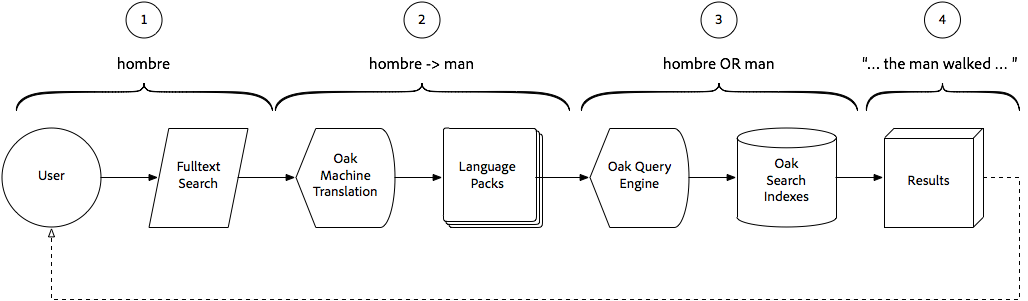 1
2
3
4
hombre
hombre -> man
hombre OR man
"... the man walked ... "
User
Fulltext
Search
Oak
Machine
Translation
Language
Packs
Oak Query
Engine
Oak
Search
Indexes
Results